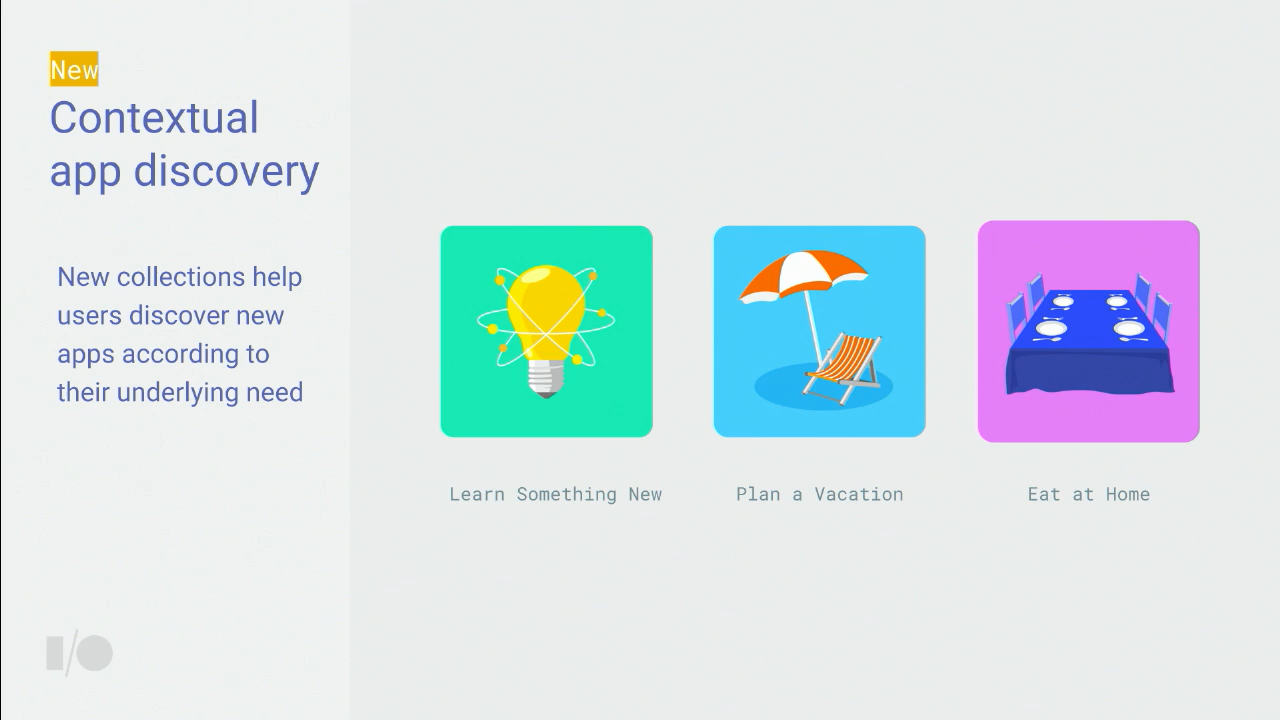 New
Contextual
app discovery
New collections help
users discover new
apps according to
their underlying need
Learn Something New
Plan a Vacation
Eat at Home
I/O